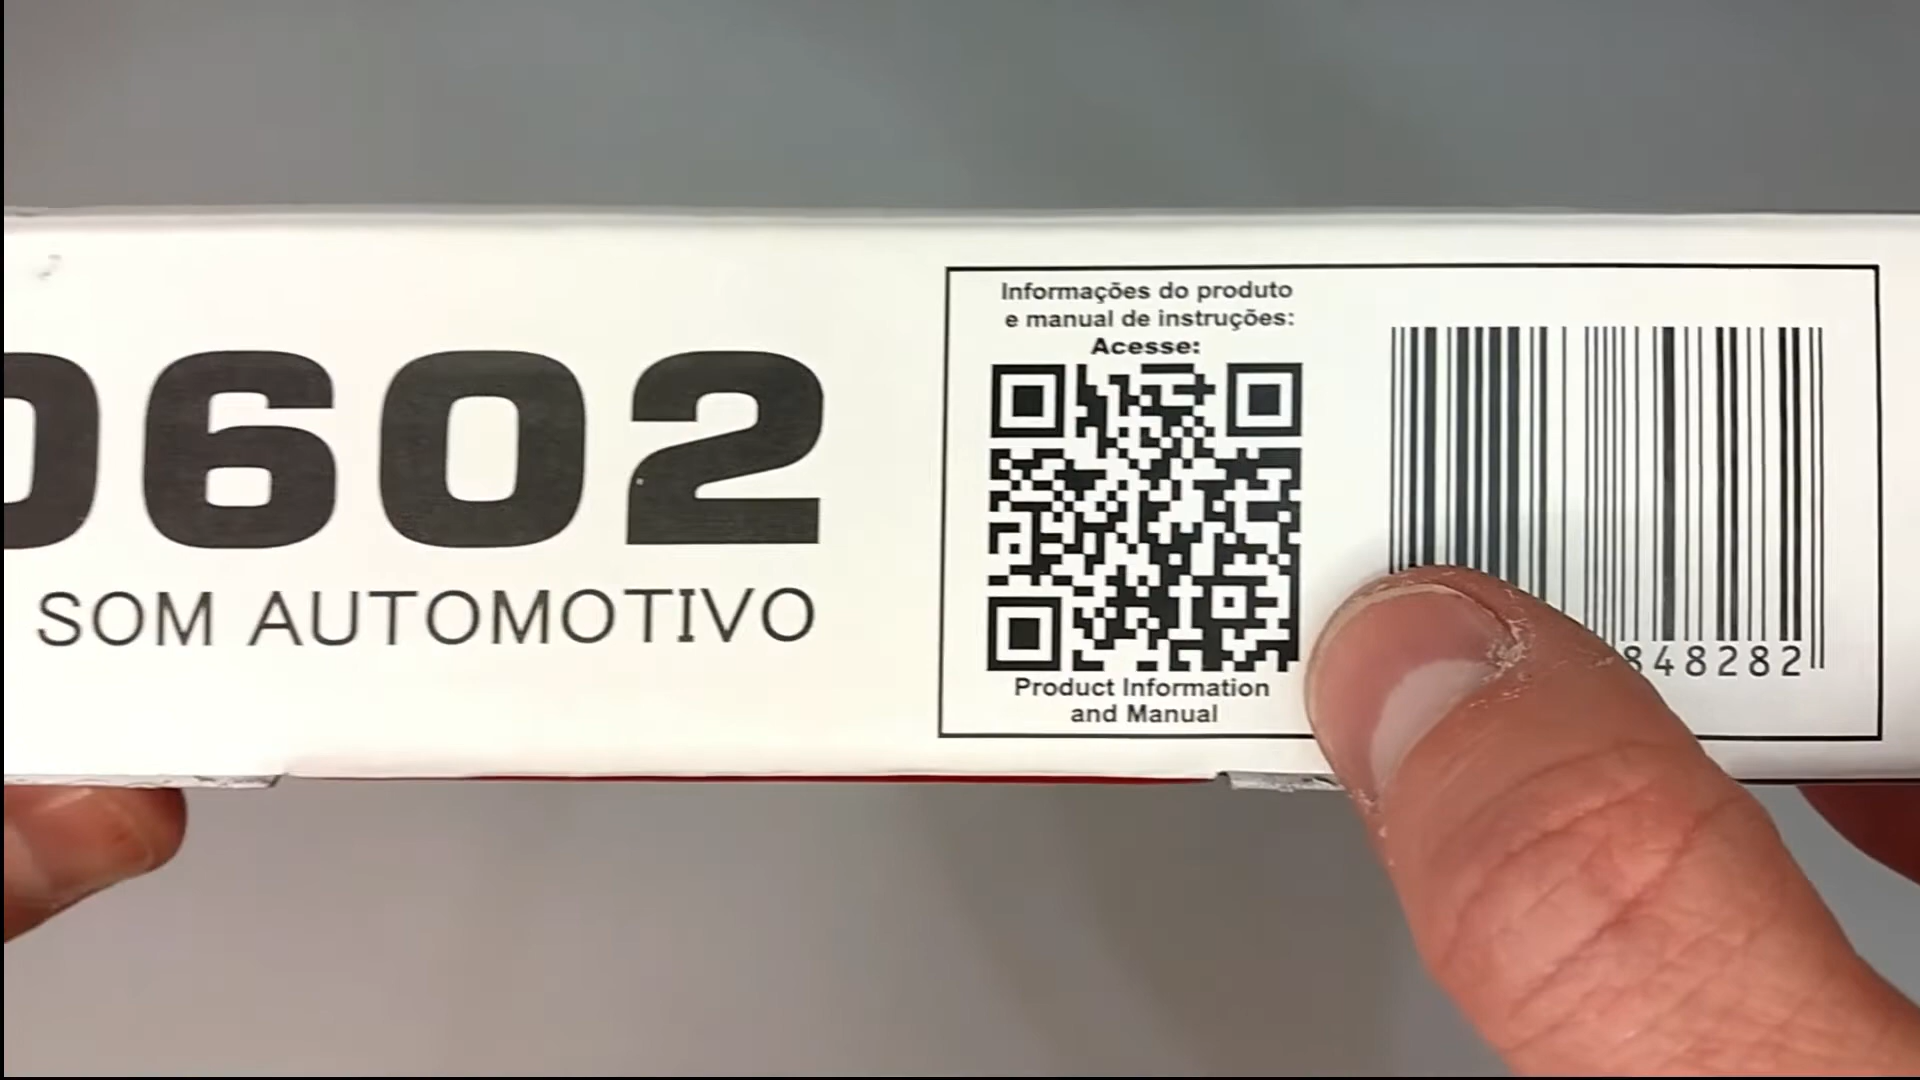 0602
SOM AUTOMOTIVO
Informações do produto
e manual de instruções:
Acesse:
Product Information
and Manual
848282